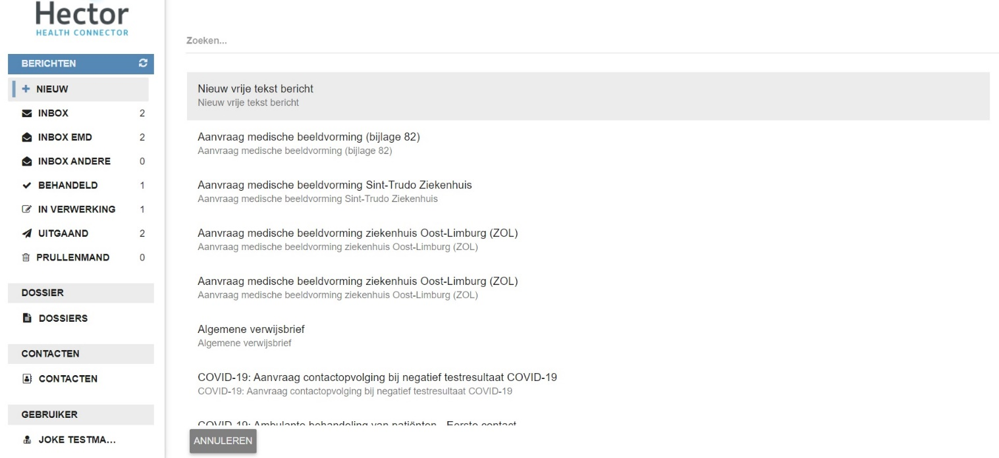 Hector
HEALTH CONNECTOR
BERICHTEN
NIEUW
INBOX 2
INBOX EMD 2
INBOX ANDERE 0
BEHANDELD 1
IN VERWERKING 1
UITGAAND 2
PRULLENMAND 0
DOSSIER
DOSSIERS
CONTACTEN
CONTACTEN
GEBRUIKER
JOKE TESTMA...
Zoeken...
Nieuw vrije tekst bericht
Nieuw vrije tekst bericht
Aanvraag medische beeldvorming (bijlage 82)
Aanvraag medische beeldvorming (bijlage 82)
Aanvraag medische beeldvorming Sint-Trudo Ziekenhuis
Aanvraag medische beeldvorming Sint-Trudo Ziekenhuis
Aanvraag medische beeldvorming ziekenhuis Oost-Limburg (ZOL)
Aanvraag medische beeldvorming ziekenhuis Oost-Limburg (ZOL)
Aanvraag medische beeldvorming ziekenhuis Oost-Limburg (ZOL)
Aanvraag medische beeldvorming ziekenhuis Oost-Limburg (ZOL)
Algemene verwijsbrief
Algemene verwijsbrief
COVID-19: Aanvraag contactopvolging bij negatief testresultaat COVID-19
COVID-19: Aanvraag contactopvolging bij negatief testresultaat COVID-19
COVID-19: Ambulante behandeling van patiënten - Eerste contact
ANNULEREN